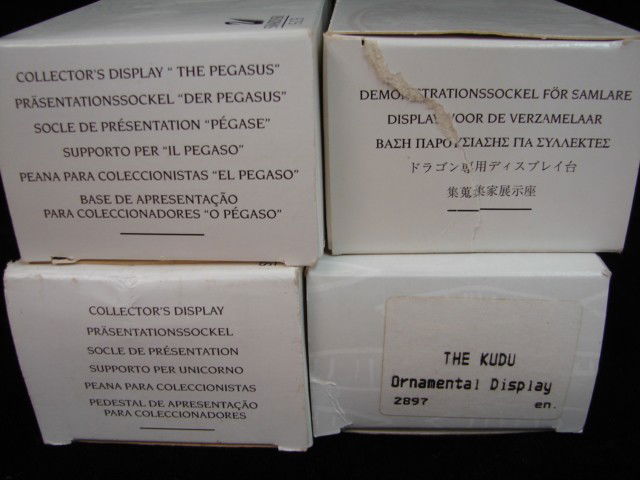 COLLECTOR'S DISPLAY " THE PEGASUS"
PRÄSENTATIONSSOCKEL "DER PEGASUS"
SOCLE DE PRÉSENTATION "PÉGASE"
SUPPORTO PER "IL PEGASO"
PEANA PARA COLECCIONISTAS "EL PEGASO"
BASE DE APRESENTAÇÃO
PARA COLECCIONADORES "O PÉGASO"
DEMONSTRATIONSSOCKEL FÖR SAMLARE
DISPLAY VOOR DE VERZAMELAAR
ΒΑΣΗ ΠΑΡΟΥΣΙΑΣΗΣ ΓΙΑ ΣΥΛΛΕΚΤΕΣ
ドラゴン専用ディスプレイ台
集蒐集家展示座
COLLECTOR'S DISPLAY
PRÄSENTATIONSSOCKEL
SOCLE DE PRÉSENTATION
SUPPORTO PER UNICORNO
PEANA PARA COLECCIONISTAS
PEDESTAL DE APRESENTAÇÃO
PARA COLECCIONADORES
THE KUDU
Ornamental Display
2897 en.